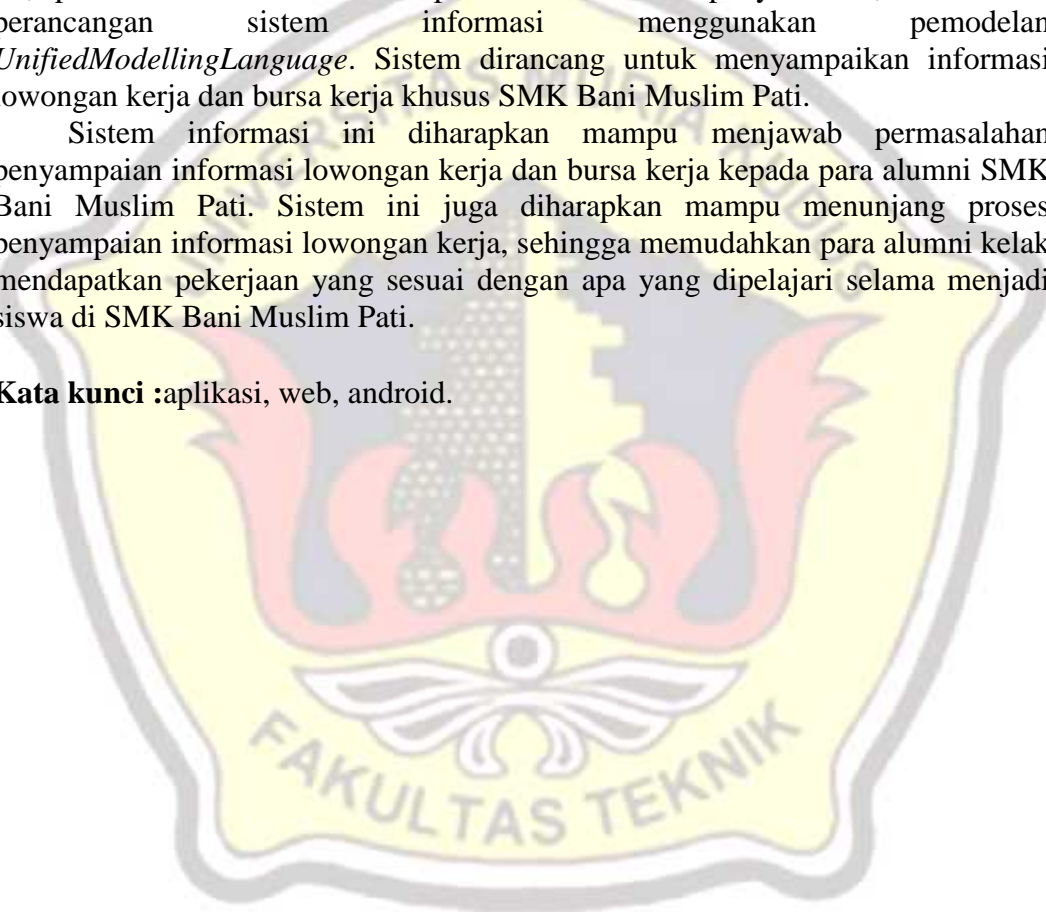 perancangan sistem informasi menggunakan pemodelan
UnifiedModellingLanguage. Sistem dirancang untuk menyampaikan informasi
lowongan kerja dan bursa kerja khusus SMK Bani Muslim Pati.
Sistem informasi ini diharapkan mampu menjawab permasalahan
penyampaian informasi lowongan kerja dan bursa kerja kepada para alumni SMK
Bani Muslim Pati. Sistem ini juga diharapkan mampu menunjang proses
penyampaian informasi lowongan kerja, sehingga memudahkan para alumni kelak
mendapatkan pekerjaan yang sesuai dengan apa yang dipelajari selama menjadi
siswa di SMK Bani Muslim Pati.
Kata kunci :aplikasi, web, android.
UNIVERSITAS MURIA KUDUS
FAKULTAS TEKNIK